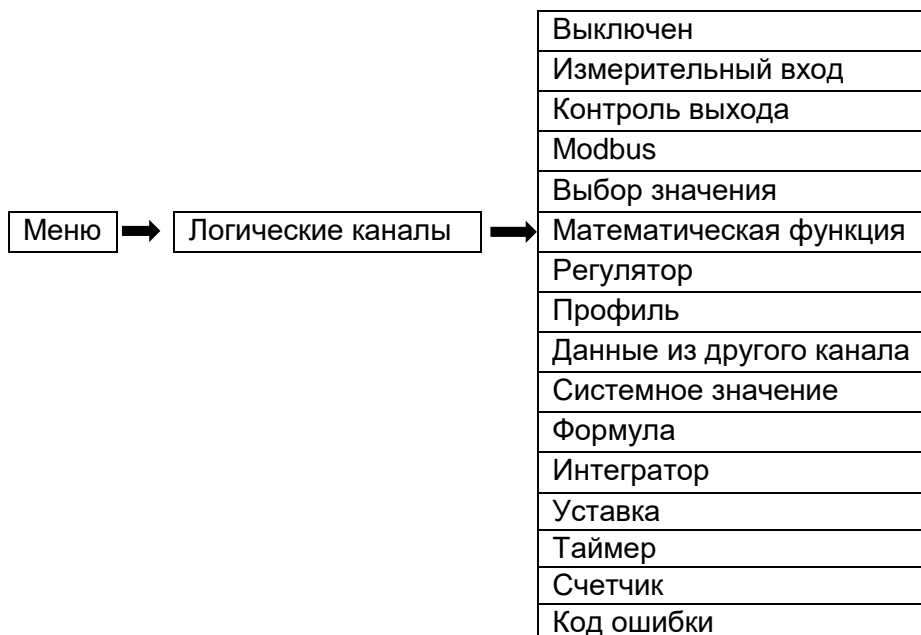 Меню
Логические каналы
Выключен
Измерительный вход
Контроль выхода
Modbus
Выбор значения
Математическая функция
Регулятор
Профиль
Данные из другого канала
Системное значение
Формула
Интегратор
Уставка
Таймер
Счетчик
Код ошибки